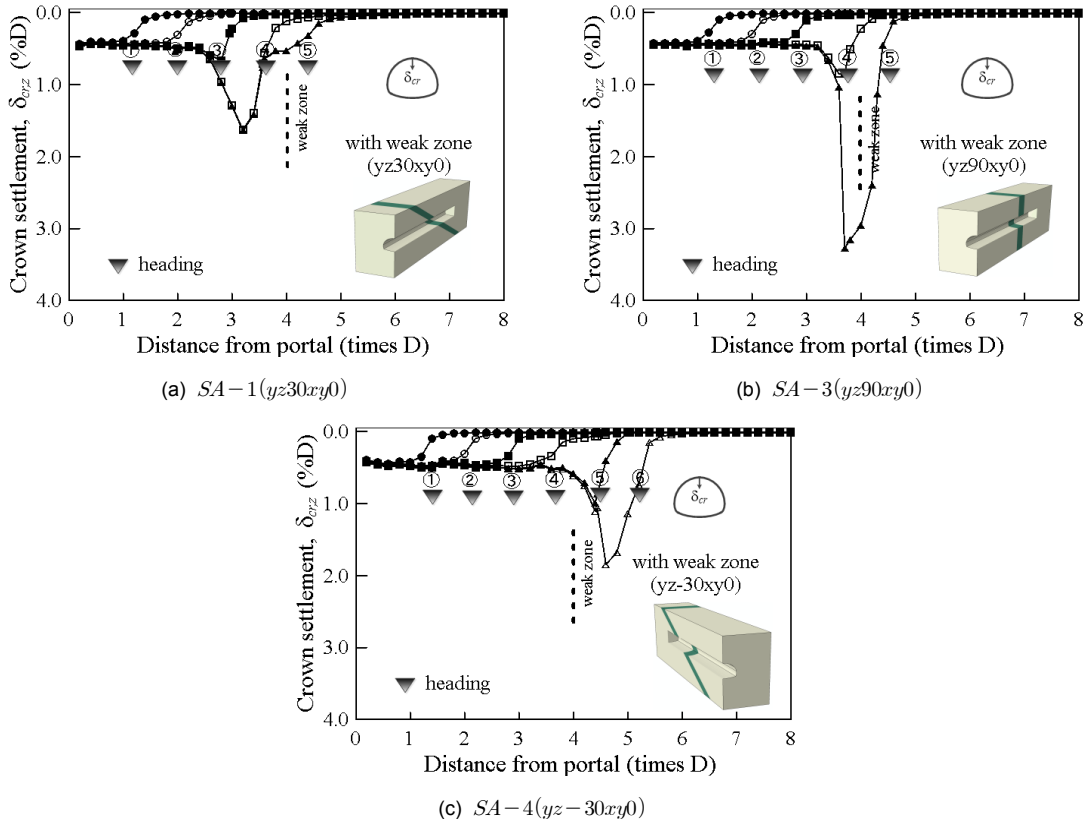 0.0
1.0
2.0
3.0
4.0
Crown settlement, δcrz (%D)
① ② ③ ④ ⑤
δcr
weak zone
with weak zone
(yz30xy0)
heading
0 1 2 3 4 5 6 7 8
Distance from portal (times D)
(a) SA−1(yz30xy0)
0.0
1.0
2.0
3.0
4.0
Crown settlement, δcrz (%D)
① ② ③ ④ ⑤
δcr
weak zone
with weak zone
(yz90xy0)
heading
0 1 2 3 4 5 6 7 8
Distance from portal (times D)
(b) SA−3(yz90xy0)
0.0
1.0
2.0
3.0
4.0
Crown settlement, δcrz (%D)
① ② ③ ④ ⑤ ⑥
δcr
weak zone
with weak zone
(yz-30xy0)
heading
0 1 2 3 4 5 6 7 8
Distance from portal (times D)
(c) SA−4(yz−30xy0)